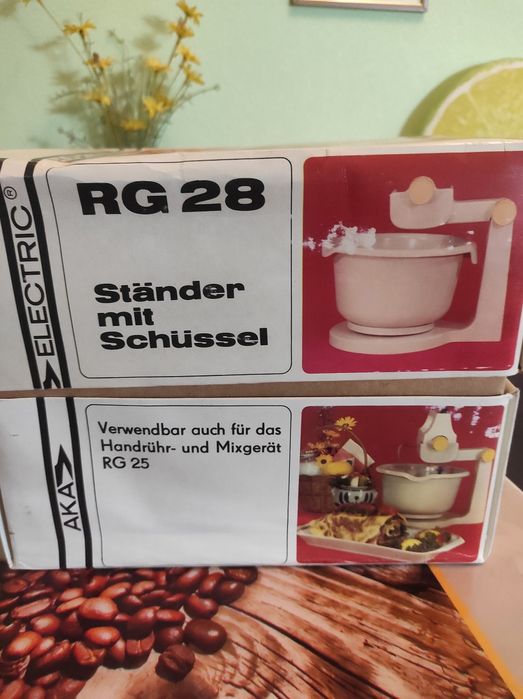 RG 28
Ständer
mit
Schüssel
ELECTRIC®
AKA
Verwendbar auch für das
Handrühr- und Mixgerät
RG 25